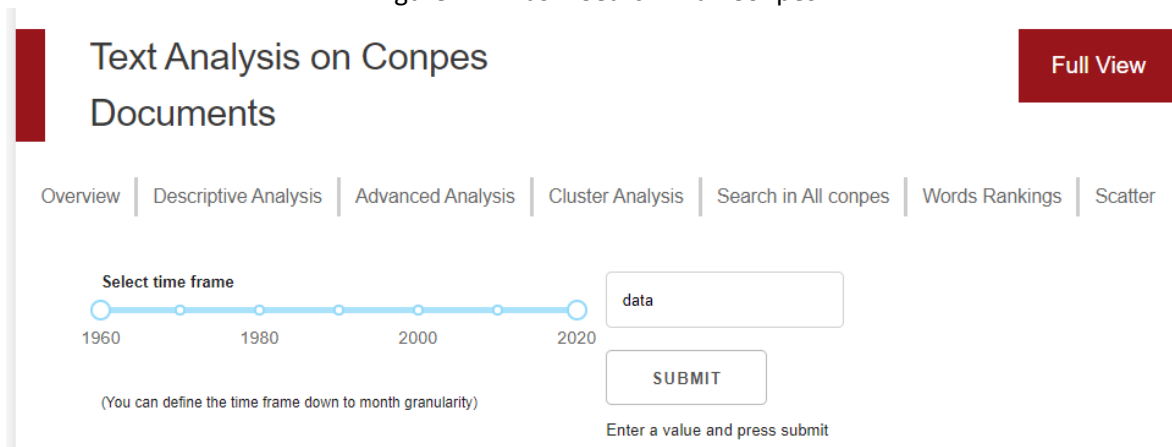 Text Analysis on Conpes
Documents
Full View
Overview
Descriptive Analysis
Advanced Analysis
Cluster Analysis
Search in All conpes
Words Rankings
Scatter
Select time frame
1960
1980
2000
2020
(You can define the time frame down to month granularity)
data
SUBMIT
Enter a value and press submit